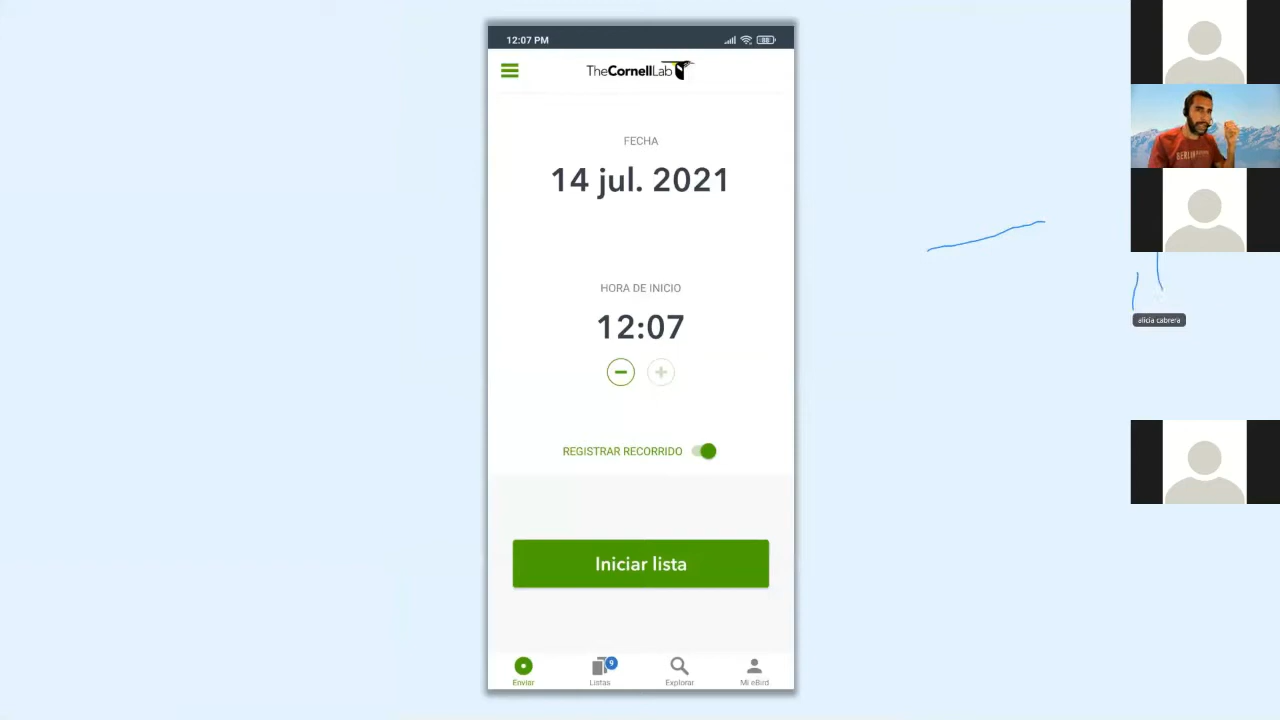 12:07 PM
TheCornellLab
FECHA
14 jul. 2021
HORA DE INICIO
12:07
REGISTRAR RECORRIDO
Iniciar lista
9
Enviar
Listas
Explorar
Mi eBird
BERLIN
alicia cabrera